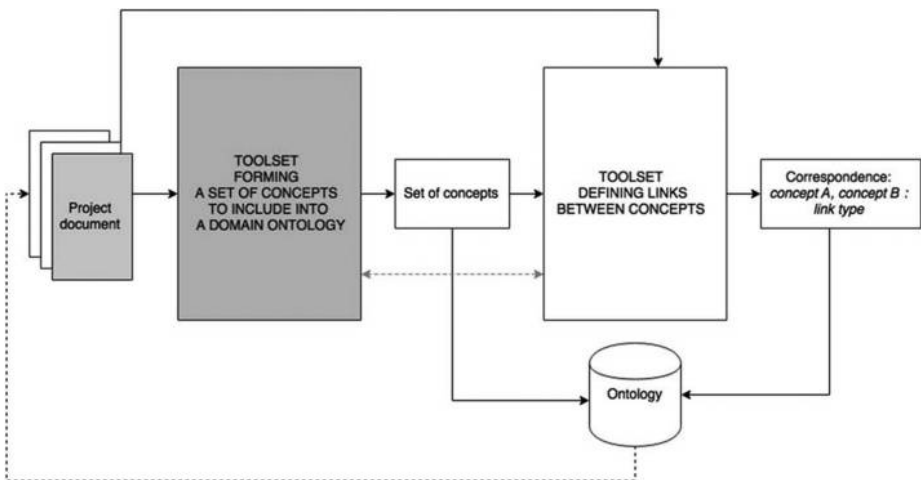 Project
document
TOOLSET
FORMING
A SET OF CONCEPTS
TO INCLUDE INTO
A DOMAIN ONTOLOGY
Set of concepts
TOOLSET
DEFINING LINKS
BETWEEN CONCEPTS
Correspondence:
concept A, concept B :
link type
Ontology